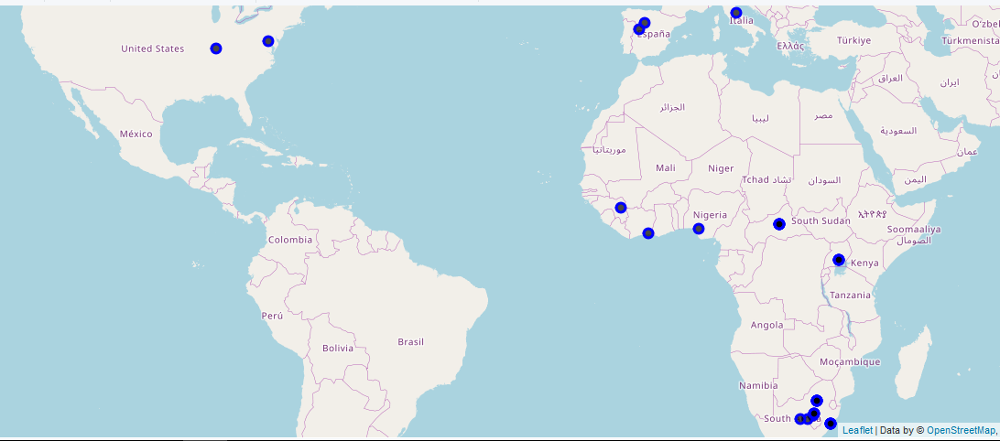 United States
México
Colombia
Perú
Bolivia
Brasil
España
Italia
Ελλάς
Türkiye
Türkmenista
العراق
ایران
الجزائر
ليبيا
مصر
السعودية
عمان
موريتانيا
Mali
Niger
Tchad تشاد
السودان
اليمن
Nigeria
South Sudan
ኢትዮጵያ
Soomaaliya
الصومال
Kenya
Tanzania
Angola
Moçambique
Namibia
South
Leaflet | Data by © OpenStreetMap,